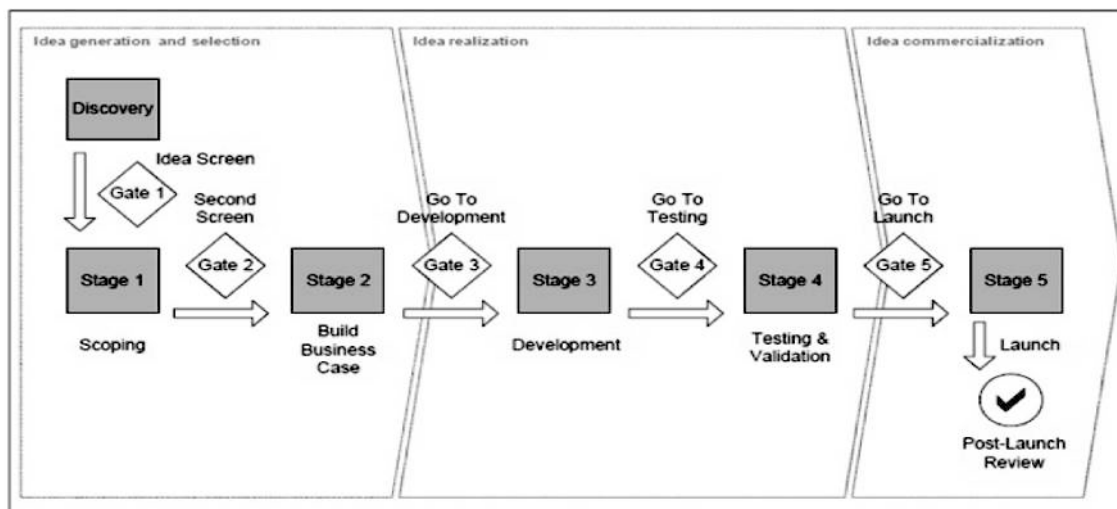 Idea generation and selection
Idea realization
Idea commercialization
Discovery
Idea Screen
Gate 1
Second
Screen
Go To
Development
Go To
Testing
Go To
Launch
Gate 2
Gate 3
Gate 4
Gate 5
Stage 1
Stage 2
Stage 3
Stage 4
Stage 5
Scoping
Build
Business
Case
Development
Testing &
Validation
Launch
Post-Launch
Review